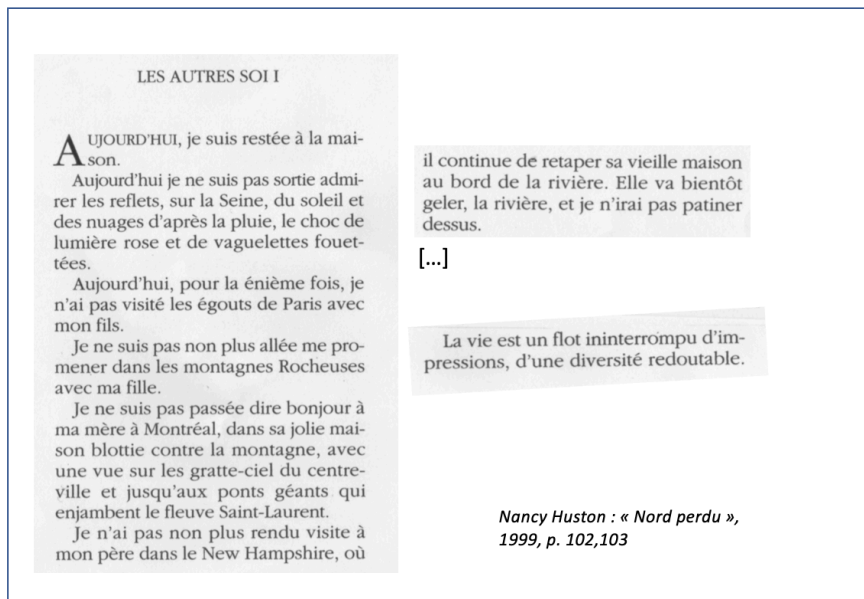 LES AUTRES SOI I
AUJOURD'HUI, je suis restée à la mai-
son.
Aujourd'hui je ne suis pas sortie admi-
rer les reflets, sur la Seine, du soleil et
des nuages d'après la pluie, le choc de
lumière rose et de vaguelettes fouet-
tées.
Aujourd'hui, pour la énième fois, je
n'ai pas visité les égouts de Paris avec
mon fils.
Je ne suis pas non plus allée me pro-
mener dans les montagnes Rocheuses
avec ma fille.
Je ne suis pas passée dire bonjour à
ma mère à Montréal, dans sa jolie mai-
son blottie contre la montagne, avec
une vue sur les gratte-ciel du centre-
ville et jusqu'aux ponts géants qui
enjambent le fleuve Saint-Laurent.
Je n'ai pas non plus rendu visite à
mon père dans le New Hampshire, où
il continue de retaper sa vieille maison
au bord de la rivière. Elle va bientôt
geler, la rivière, et je n'irai pas patiner
dessus.
[...]
La vie est un flot ininterrompu d'im-
pressions, d'une diversité redoutable.
Nancy Huston : « Nord perdu »,
1999, p. 102,103